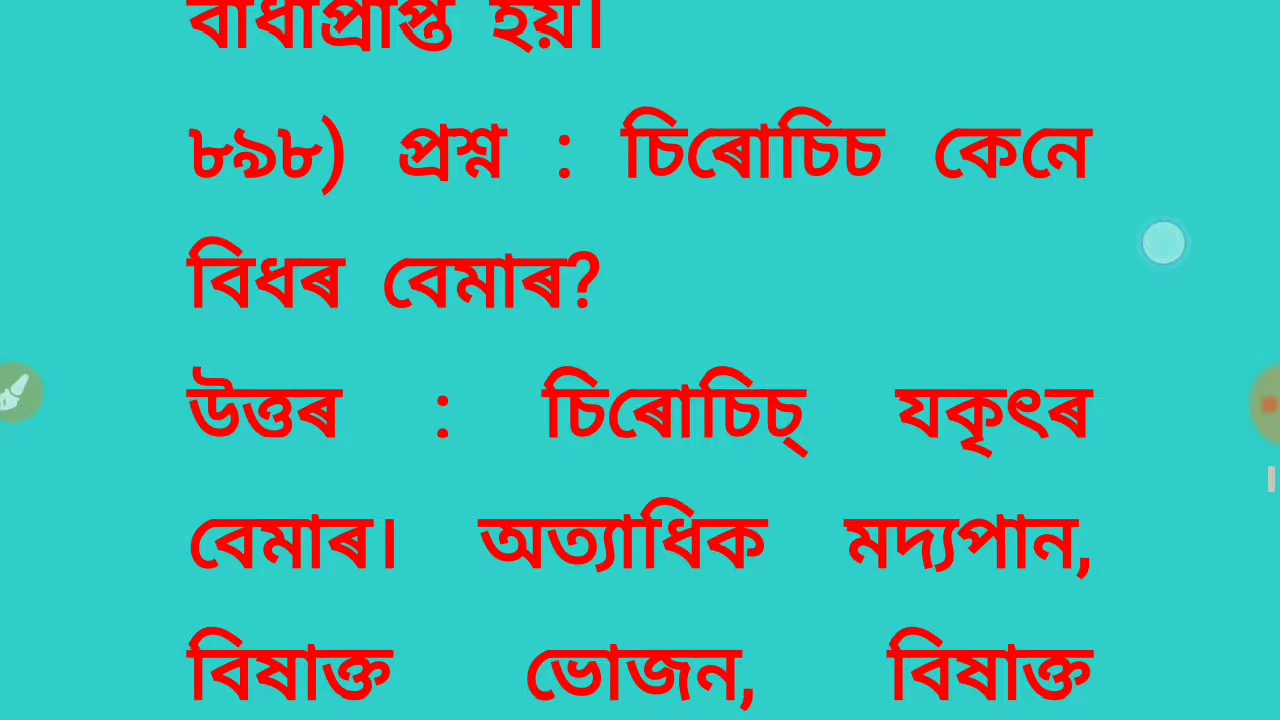 বাধাপ্ৰাপ্ত হয়।
৮৯৮) প্ৰশ্ন : চিৰোচিচ কেনে
বিধৰ বেমাৰ?
উত্তৰ : চিৰোচিচ্ যকৃৎৰ
বেমাৰ। অত্যাধিক মদ্যপান,
বিষাক্ত ভোজন, বিষাক্ত